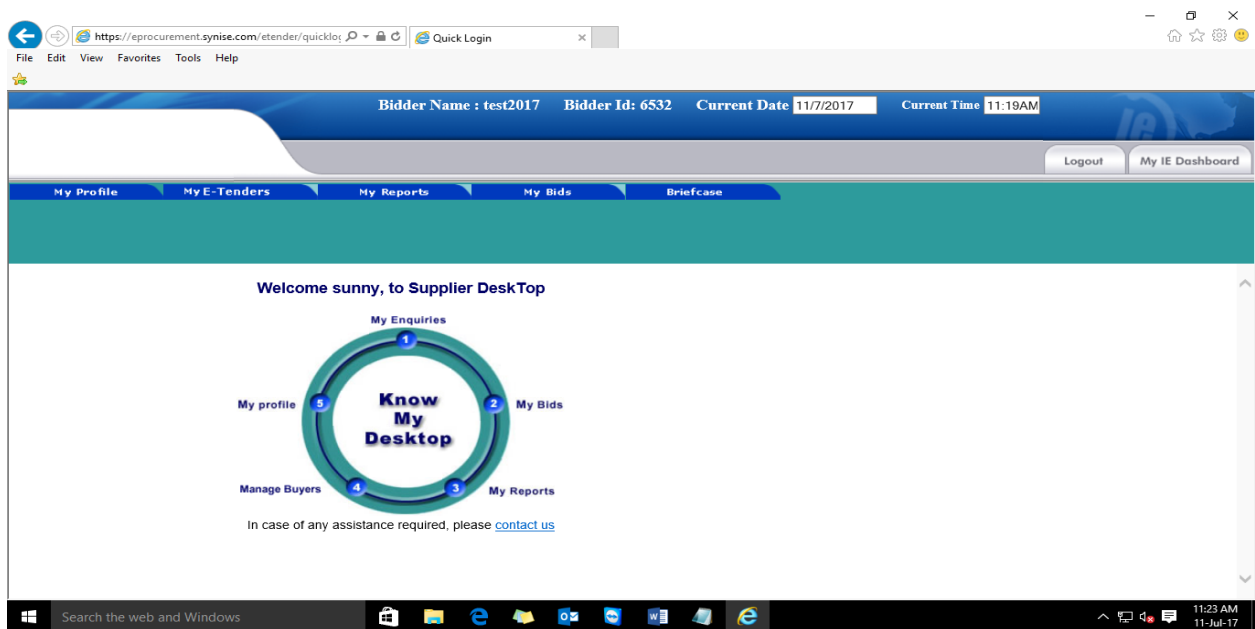 https://eprocurement.synise.com/etender/quicklog
Quick Login
File Edit View Favorites Tools Help
Bidder Name : test2017 Bidder Id: 6532 Current Date 11/7/2017 Current Time 11:19AM
Logout My IE Dashboard
My Profile My E-Tenders My Reports My Bids Briefcase
Welcome sunny, to Supplier DeskTop
My Enquiries
1
My profile 5 Know 2 My Bids
My
Desktop
Manage Buyers 4 3 My Reports
In case of any assistance required, please contact us
Search the web and Windows
11:23 AM
11-Jul-17